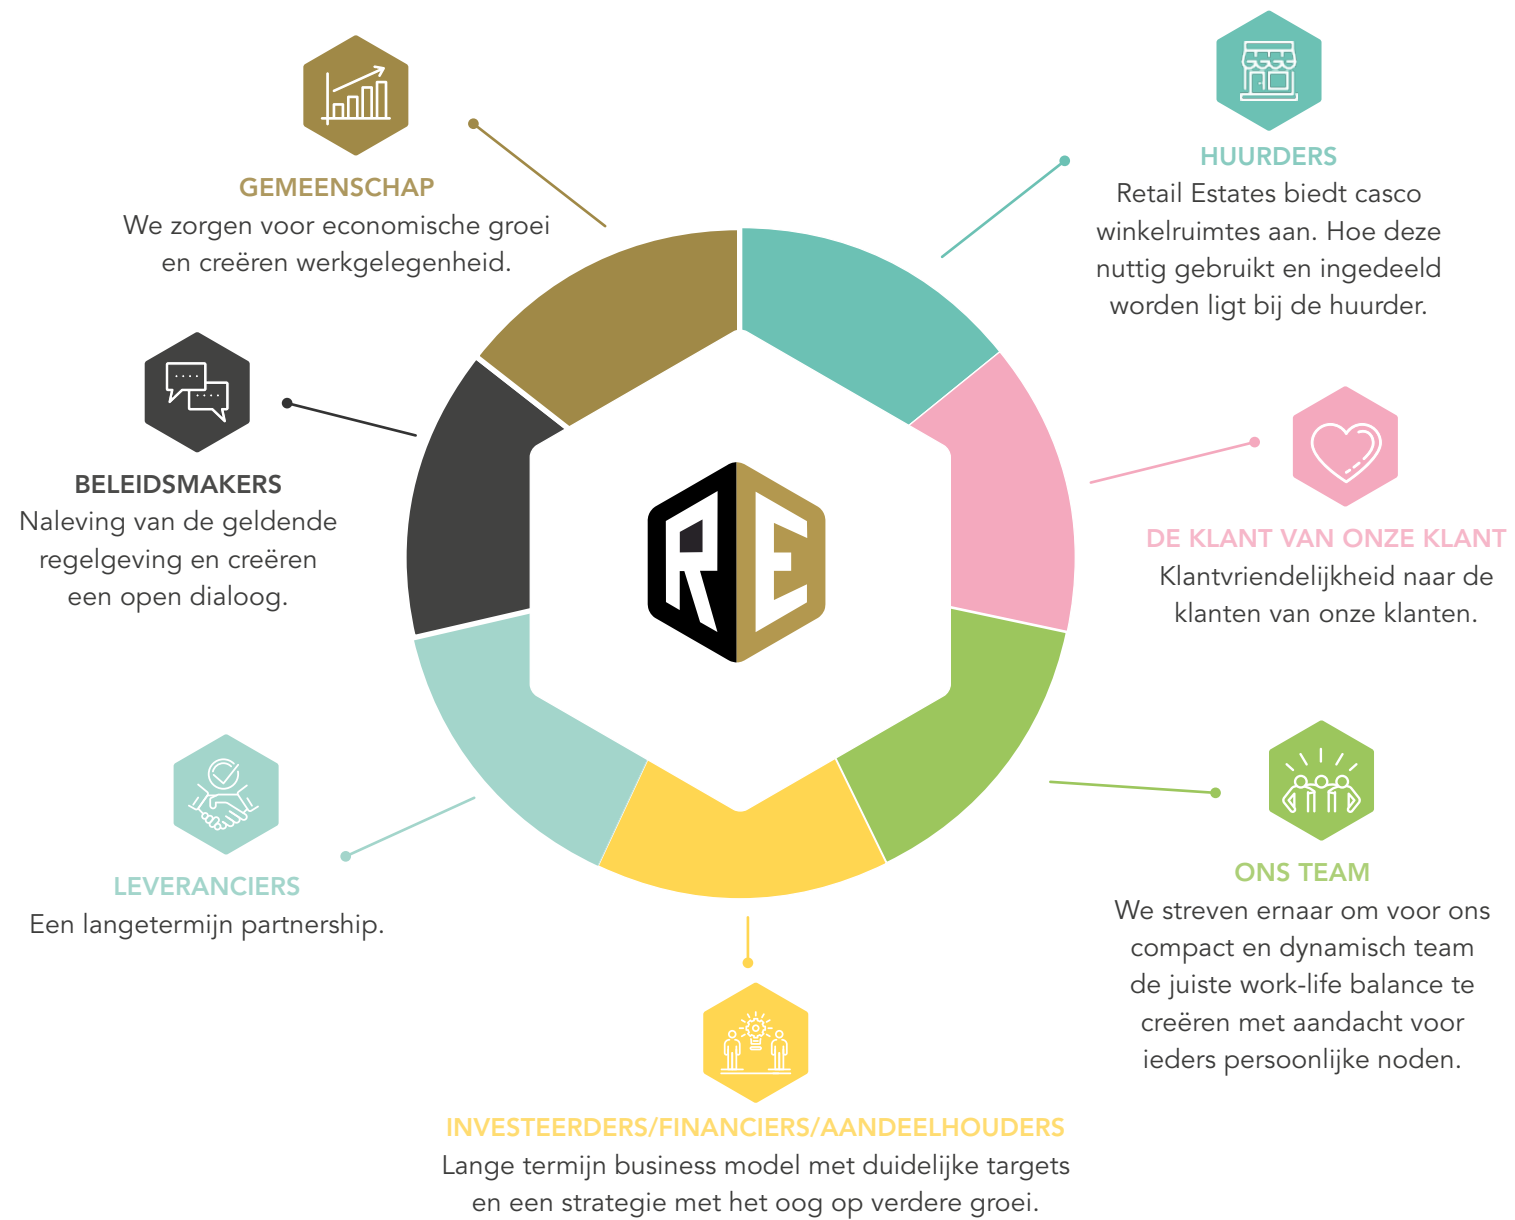 GEMEENSCHAP
We zorgen voor economische groei
en creëren werkgelegenheid.
HUURDERS
Retail Estates biedt casco
winkelruimtes aan. Hoe deze
nuttig gebruikt en ingedeeld
worden ligt bij de huurder.
BELEIDSMAKERS
Naleving van de geldende
regelgeving en creëren
een open dialoog.
RE
DE KLANT VAN ONZE KLANT
Klantvriendelijkheid naar de
klanten van onze klanten.
LEVERANCIERS
Een langetermijn partnership.
ONS TEAM
We streven ernaar om voor ons
compact en dynamisch team
de juiste work-life balance te
creëren met aandacht voor
ieders persoonlijke noden.
INVESTEERDERS/FINANCIERS/AANDEELHOUDERS
Lange termijn business model met duidelijke targets
en een strategie met het oog op verdere groei.